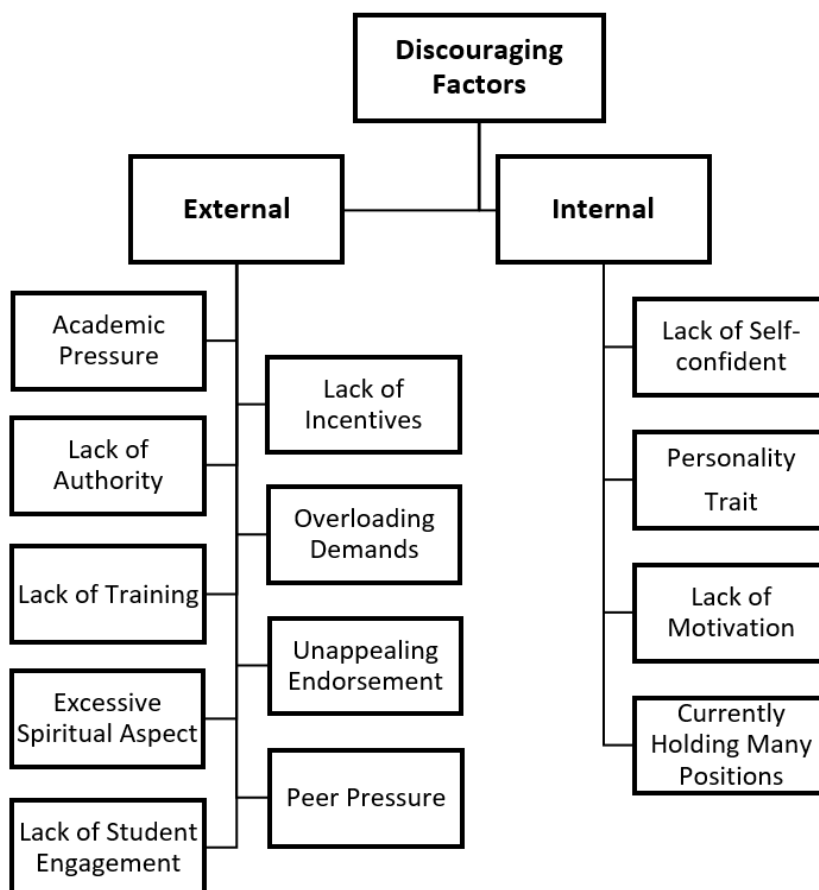 Discouraging
Factors
External
Internal
Academic
Pressure
Lack of
Authority
Lack of Training
Excessive
Spiritual Aspect
Lack of Student
Engagement
Lack of
Incentives
Overloading
Demands
Unappealing
Endorsement
Peer Pressure
Lack of Self-
confident
Personality
Trait
Lack of
Motivation
Currently
Holding Many
Positions